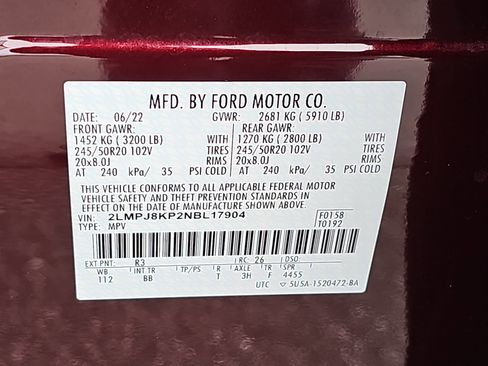 MFD. BY FORD MOTOR CO.
DATE: 06/22 GVWR: 2681 KG ( 5910 LB)
FRONT GAWR: REAR GAWR:
1452 KG ( 3200 LB) WITH 1270 KG ( 2800 LB) WITH
245/50R20 102V TIRES 245/50R20 102V TIRES
20x8.0J RIMS 20x8.0J RIMS
AT 240 kPa/ 35 PSI COLD AT 240 kPa/ 35 PSI COLD
THIS VEHICLE CONFORMS TO ALL APPLICABLE FEDERAL MOTOR
VEHICLE SAFETY AND THEFT PREVENTION STANDARDS IN
EFFECT ON THE DATE OF MANUFACTURE SHOWN ABOVE.
VIN: 2LMPJ8KP2NBL17904 F0158
TYPE: MPV T0192
EXT PNT: R3 RC: 26 DSO:
WB INT TR TP/PS R AXLE TR SPR
112 BB T 3H F 4455
UTC 5U5A-1520472-BA